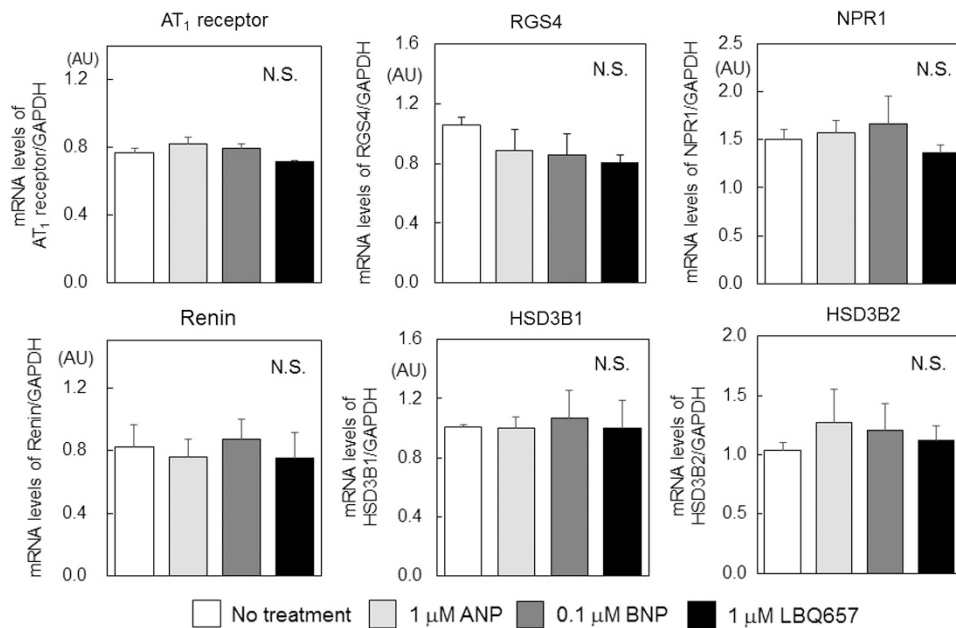 AT1 receptor
(AU)
mRNA levels of
AT1 receptor/GAPDH
1.2
0.8
0.4
0.0
N.S.
RGS4
(AU)
mRNA levels of RGS4/GAPDH
1.6
1.2
0.8
0.4
0.0
N.S.
NPR1
(AU)
mRNA levels of NPR1/GAPDH
2.5
2.0
1.5
1.0
0.5
0.0
N.S.
Renin
(AU)
mRNA levels of Renin/GAPDH
1.2
0.8
0.4
0.0
N.S.
HSD3B1
(AU)
mRNA levels of
HSD3B1/GAPDH
1.6
1.2
0.8
0.4
0.0
N.S.
HSD3B2
(AU)
mRNA levels of
HSD3B2/GAPDH
2.0
1.5
1.0
0.5
0.0
N.S.
No treatment 1 μM ANP 0.1 μM BNP 1 μM LBQ657